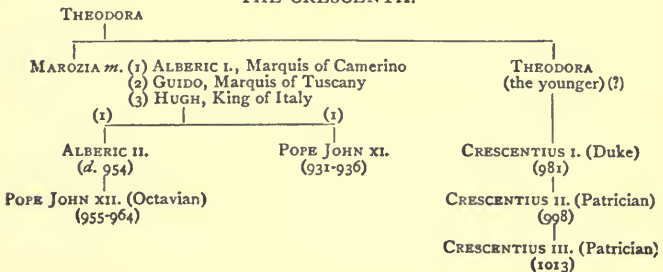 THEODORA
MAROZIA m. (1) ALBERIC I., Marquis of Camerino
(2) GUIDO, Marquis of Tuscany
(3) HUGH, King of Italy
THEODORA
(the younger) (?)
(1) (1)
ALBERIC II.
(d. 954)
POPE JOHN XI.
(931-936)
CRESCENTIUS I. (Duke)
(981)
POPE JOHN XII. (Octavian)
(955-964)
CRESCENTIUS II. (Patrician)
(998)
CRESCENTIUS III. (Patrician)
(1013)